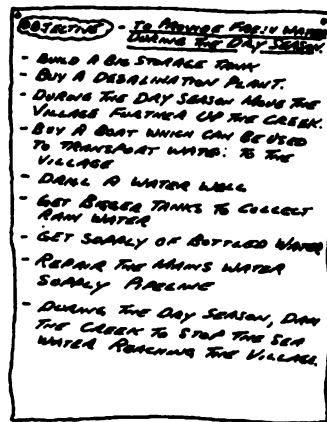 OBJECTIVE - TO PROVIDE FRESH WATER
DURING THE DRY SEASON.
- BUILD A BIG STORAGE TANK
- BUY A DESALINATION PLANT.
- DURING THE DRY SEASON MOVE THE
VILLAGE FURTHER UP THE CREEK.
- BUY A BOAT WHICH CAN BE USED
TO TRANSPORT WATER TO THE
VILLAGE
- DRILL A WATER WELL
- GET BIGGER TANKS TO COLLECT
RAIN WATER
- GET SUPPLY OF BOTTLED WATER
- REPAIR THE MAINS WATER
SUPPLY PIPELINE
- DURING THE DRY SEASON, DAM
THE CREEK TO STOP THE SEA
WATER REACHING THE VILLAGE.